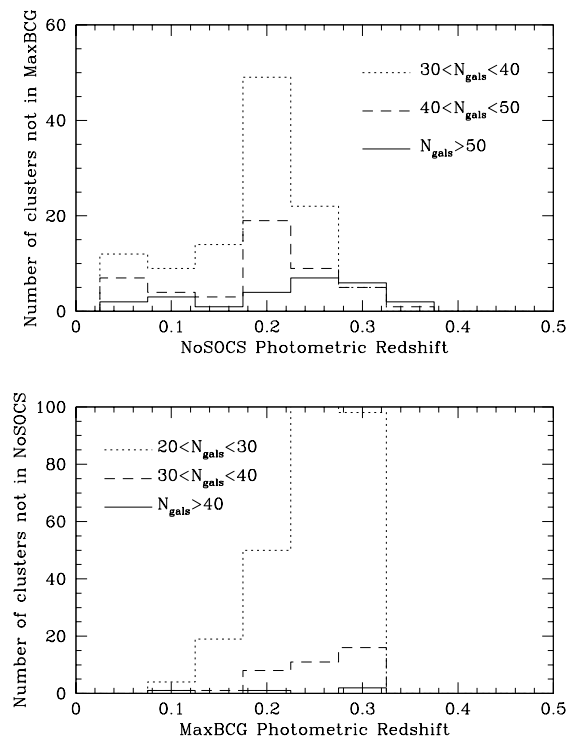 Number of clusters not in MaxBCG
60
40
20
0
30<N_gals<40
40<N_gals<50
N_gals>50
0 0.1 0.2 0.3 0.4 0.5
NoSOCS Photometric Redshift
Number of clusters not in NoSOCS
100
80
60
40
20
0
20<N_gals<30
30<N_gals<40
N_gals>40
0 0.1 0.2 0.3 0.4 0.5
MaxBCG Photometric Redshift